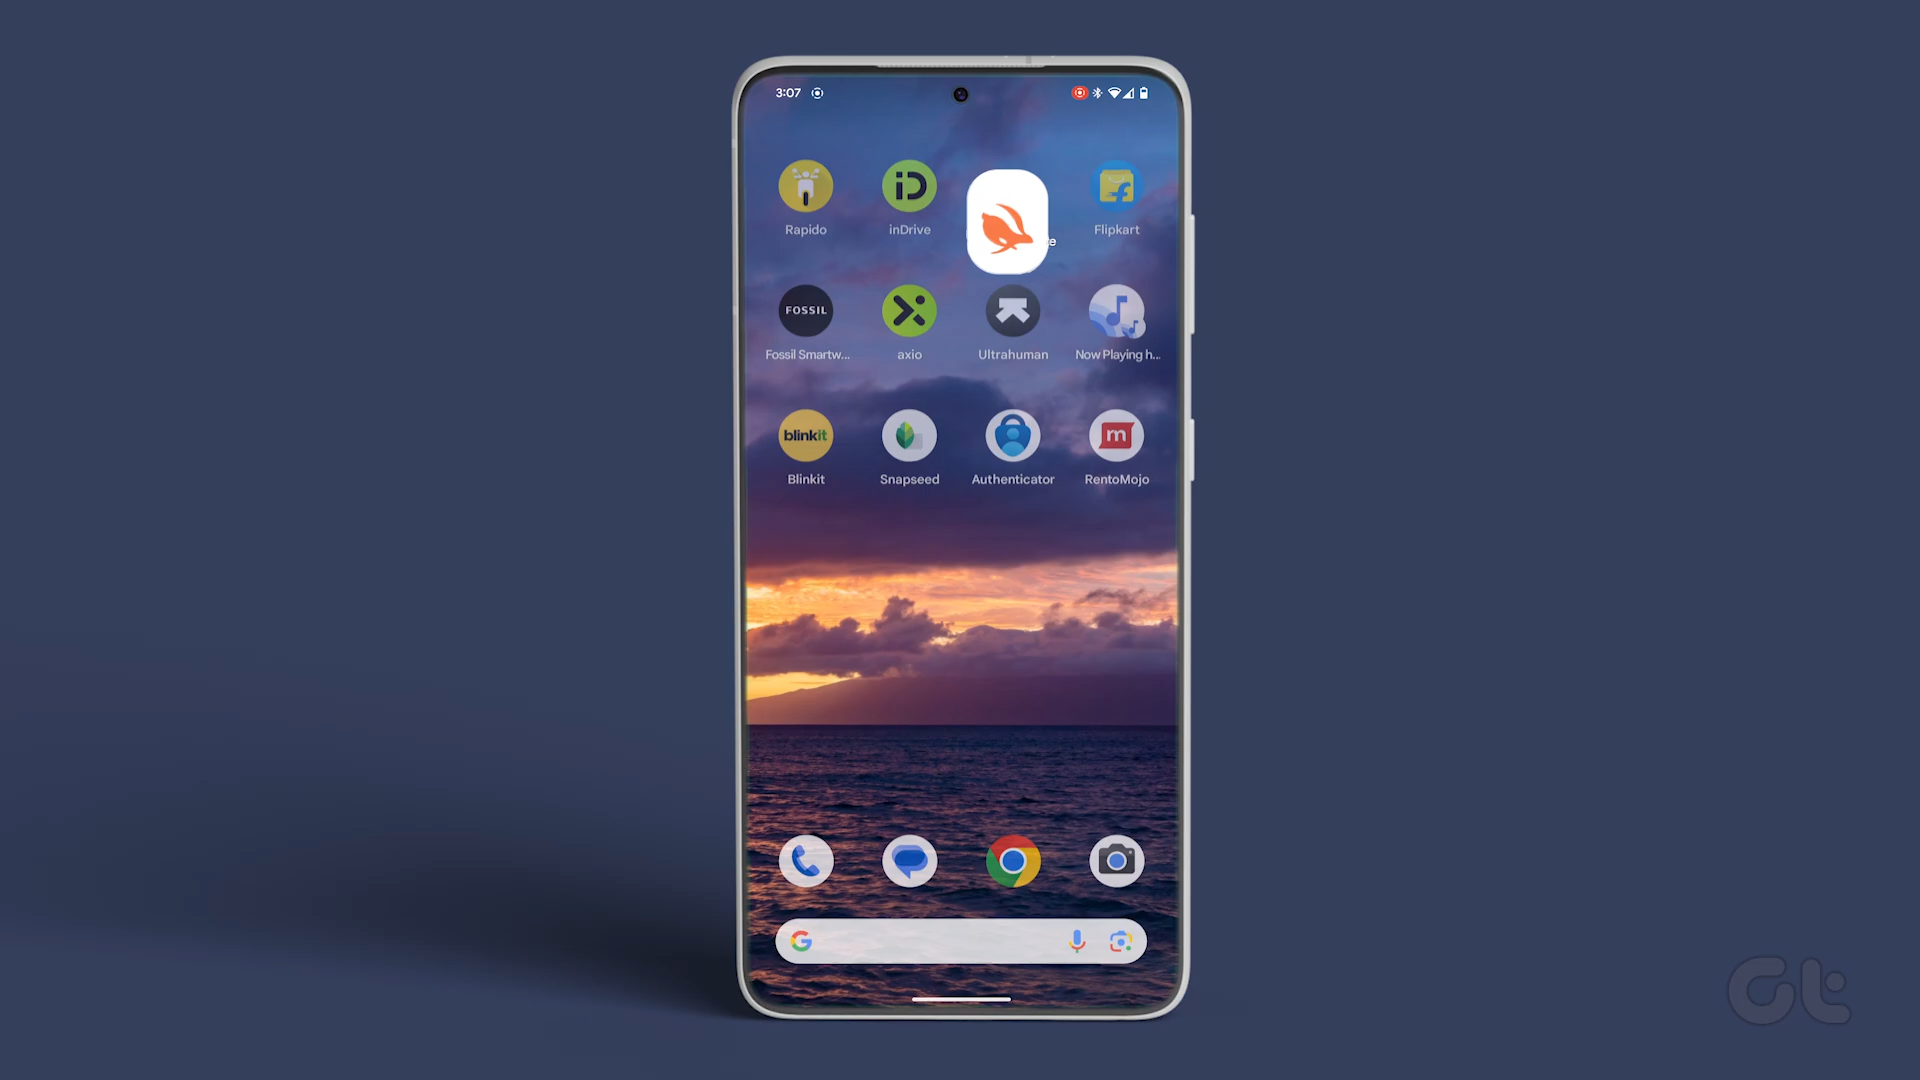 3:07
Rapido
inDrive
Flipkart
FOSSIL
Fossil Smartw...
axio
Ultrahuman
Now Playing h...
blinkit
Blinkit
Snapseed
Authenticator
RentoMojo